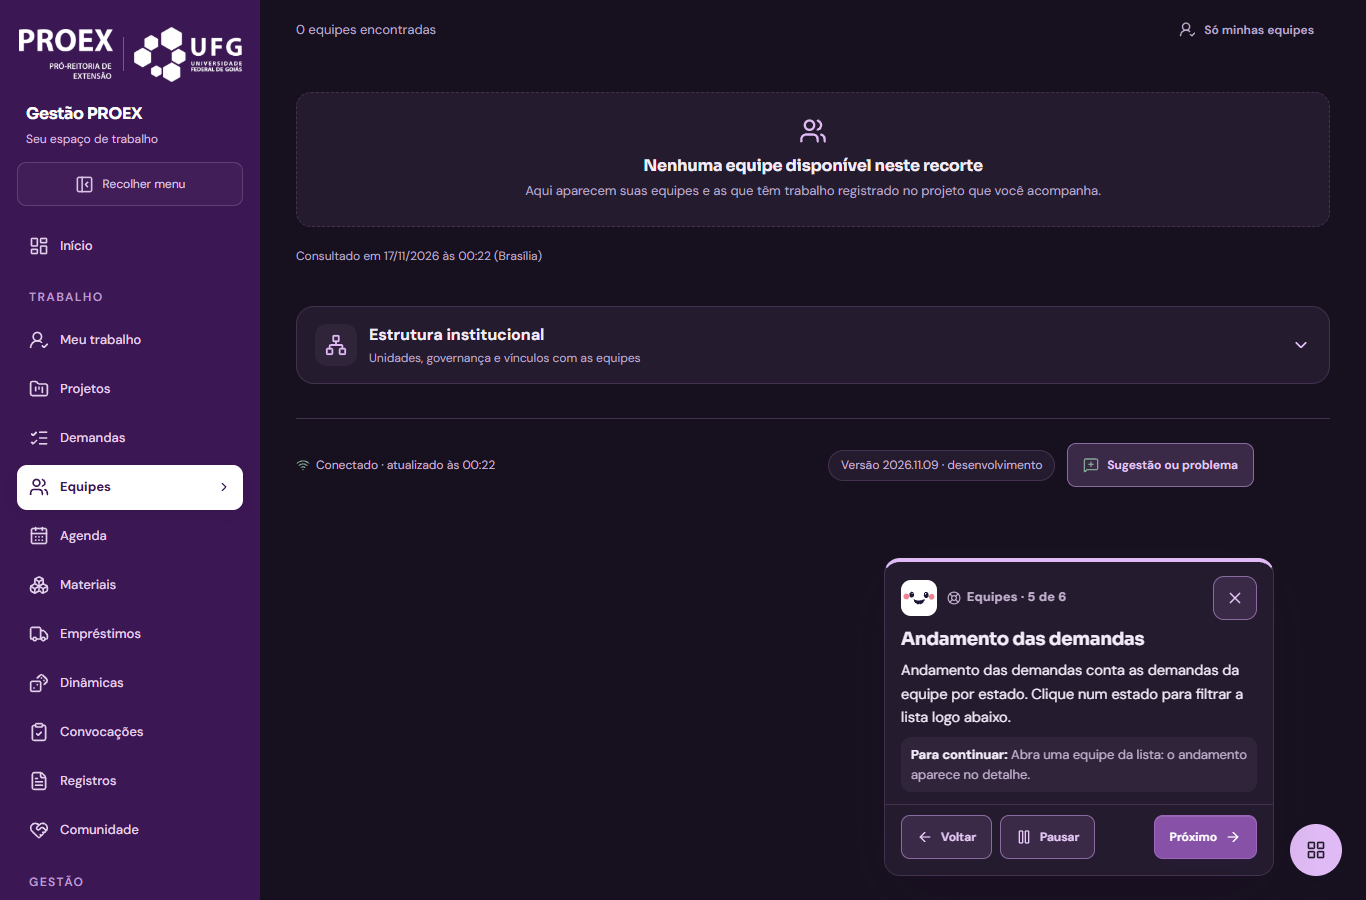 PROEX
PRÓ-REITORIA DE
EXTENSÃO
UFG
UNIVERSIDADE
FEDERAL DE GOIÁS
Gestão PROEX
Seu espaço de trabalho
Recolher menu
Início
TRABALHO
Meu trabalho
Projetos
Demandas
Equipes
Agenda
Materiais
Empréstimos
Dinâmicas
Convocações
Registros
Comunidade
GESTÃO
0 equipes encontradas
Só minhas equipes
Nenhuma equipe disponível neste recorte
Aqui aparecem suas equipes e as que têm trabalho registrado no projeto que você acompanha.
Consultado em 17/11/2026 às 00:22 (Brasília)
Estrutura institucional
Unidades, governança e vínculos com as equipes
Conectado · atualizado às 00:22
Versão 2026.11.09 · desenvolvimento
Sugestão ou problema
Equipes · 5 de 6
Andamento das demandas
Andamento das demandas conta as demandas da
equipe por estado. Clique num estado para filtrar a
lista logo abaixo.
Para continuar: Abra uma equipe da lista: o andamento
aparece no detalhe.
Voltar
Pausar
Próximo